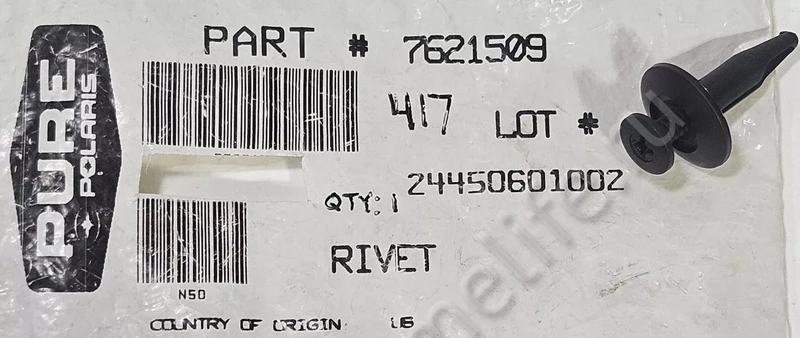 PURE
POLARIS
PART # 7621509
417 LOT #
24450601002
QTY: 1
RIVET
N50
COUNTRY OF ORIGIN US